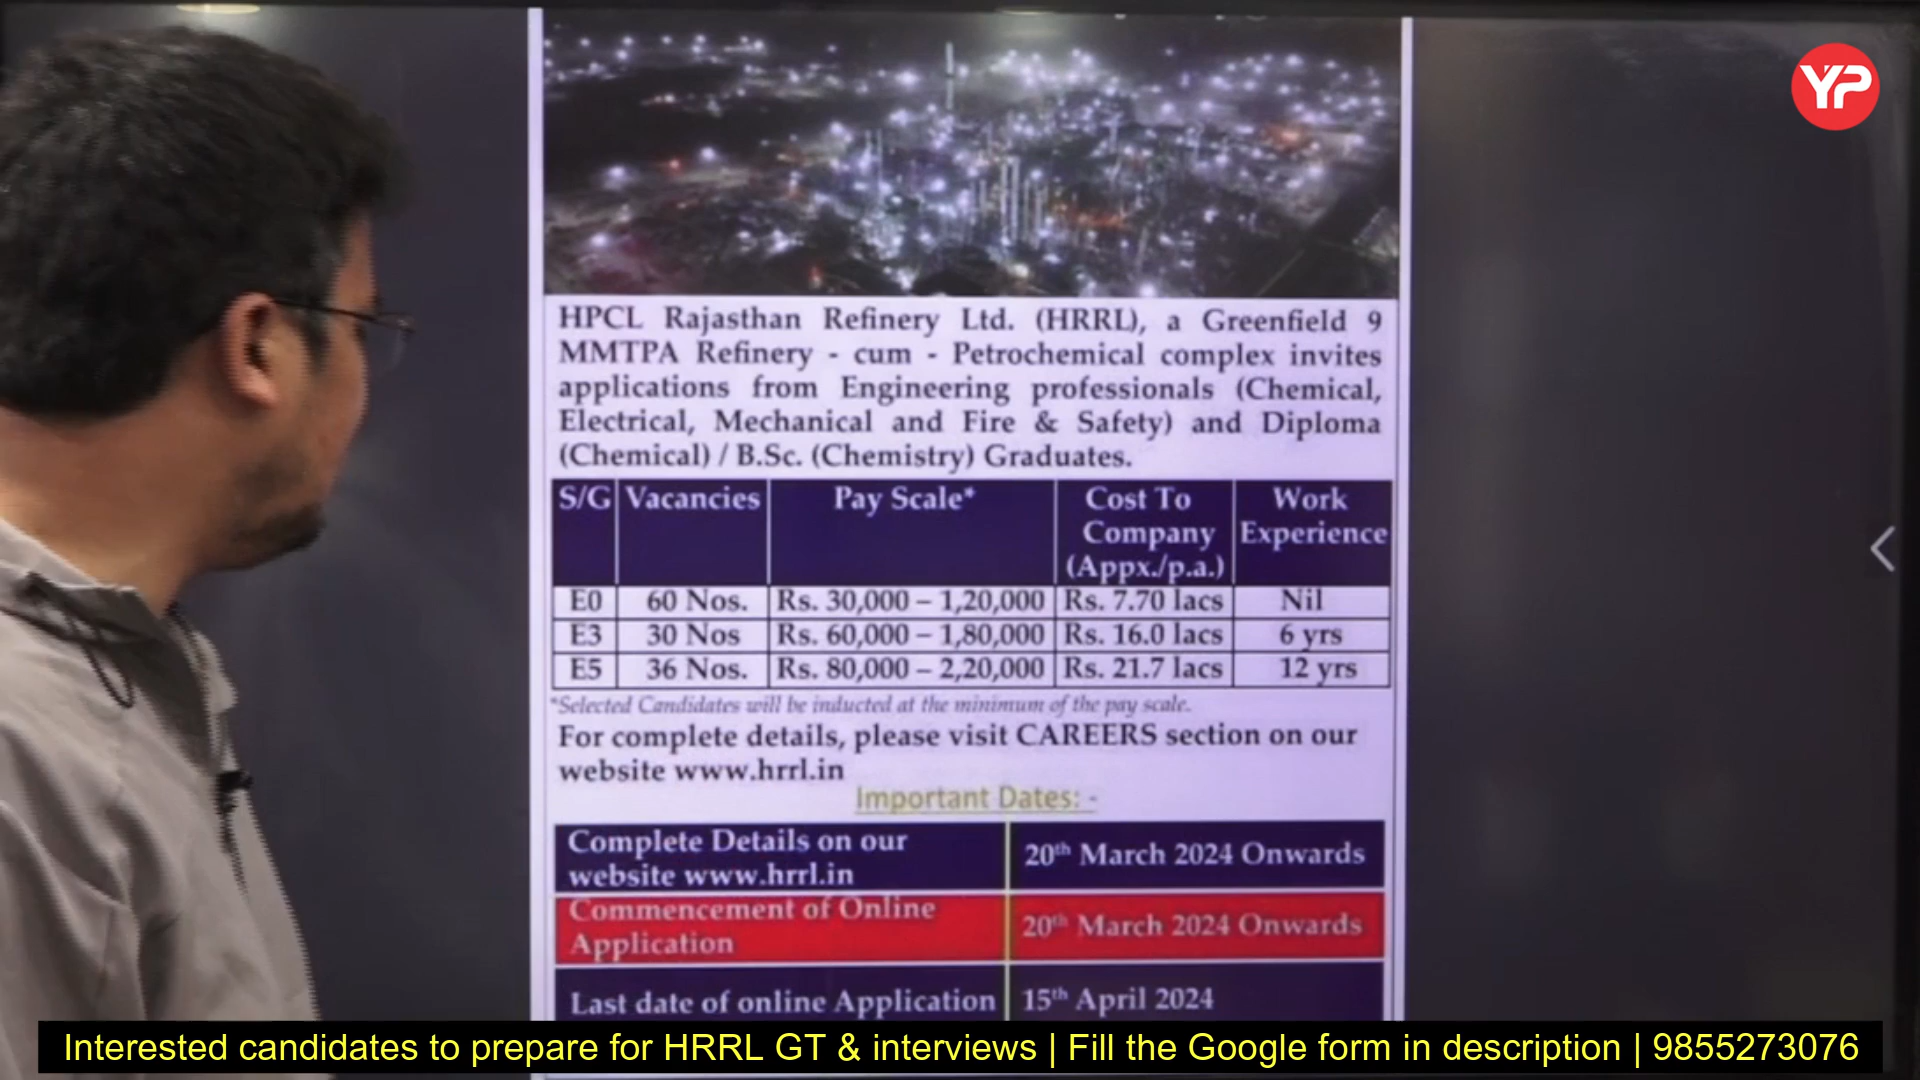 YP
HPCL Rajasthan Refinery Ltd. (HRRL), a Greenfield 9
MMTPA Refinery - cum - Petrochemical complex invites
applications from Engineering professionals (Chemical,
Electrical, Mechanical and Fire & Safety) and Diploma
(Chemical) / B.Sc. (Chemistry) Graduates.
S/G Vacancies Pay Scale* Cost To Company (Appx./p.a.) Work Experience
E0 60 Nos. Rs. 30,000 – 1,20,000 Rs. 7.70 lacs Nil
E3 30 Nos Rs. 60,000 – 1,80,000 Rs. 16.0 lacs 6 yrs
E5 36 Nos. Rs. 80,000 – 2,20,000 Rs. 21.7 lacs 12 yrs
*Selected Candidates will be inducted at the minimum of the pay scale.
For complete details, please visit CAREERS section on our
website www.hrrl.in
Important Dates: -
Complete Details on our website www.hrrl.in 20th March 2024 Onwards
Commencement of Online Application 20th March 2024 Onwards
Last date of online Application 15th April 2024
Interested candidates to prepare for HRRL GT & interviews | Fill the Google form in description | 9855273076